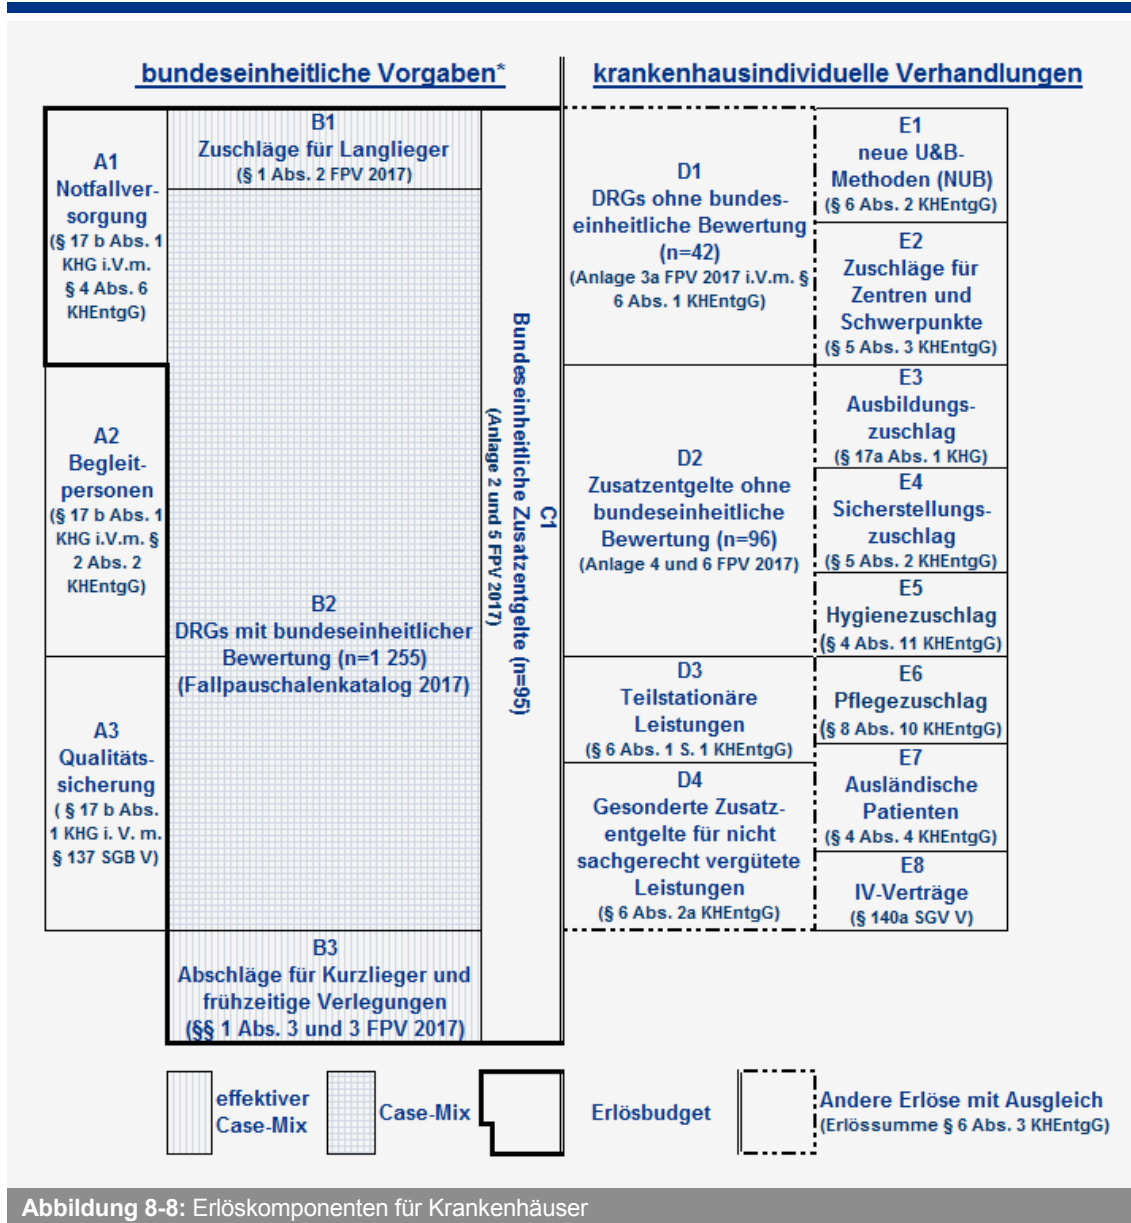 bundeseinheitliche Vorgaben*
krankenhausindividuelle Verhandlungen
A1
Notfallver-
sorgung
(§ 17 b Abs. 1
KHG i.V.m.
§ 4 Abs. 6
KHEntgG)
A2
Begleit-
personen
(§ 17 b Abs. 1
KHG i.V.m. §
2 Abs. 2
KHEntgG)
A3
Qualitäts-
sicherung
( § 17 b Abs.
1 KHG i. V. m.
§ 137 SGB V)
B1
Zuschläge für Langlieger
(§ 1 Abs. 2 FPV 2017)
B2
DRGs mit bundeseinheitlicher
Bewertung (n=1 255)
(Fallpauschalenkatalog 2017)
B3
Abschläge für Kurzlieger und
frühzeitige Verlegungen
(§§ 1 Abs. 3 und 3 FPV 2017)
C1
Bundeseinheitliche Zusatzentgelte (n=95)
(Anlage 2 und 5 FPV 2017)
D1
DRGs ohne bundes-
einheitliche Bewertung
(n=42)
(Anlage 3a FPV 2017 i.V.m. §
6 Abs. 1 KHEntgG)
D2
Zusatzentgelte ohne
bundeseinheitliche
Bewertung (n=96)
(Anlage 4 und 6 FPV 2017)
D3
Teilstationäre
Leistungen
(§ 6 Abs. 1 S. 1 KHEntgG)
D4
Gesonderte Zusatz-
entgelte für nicht
sachgerecht vergütete
Leistungen
(§ 6 Abs. 2a KHEntgG)
E1
neue U&B-
Methoden (NUB)
(§ 6 Abs. 2 KHEntgG)
E2
Zuschläge für
Zentren und
Schwerpunkte
(§ 5 Abs. 3 KHEntgG)
E3
Ausbildungs-
zuschlag
(§ 17a Abs. 1 KHG)
E4
Sicherstellungs-
zuschlag
(§ 5 Abs. 2 KHEntgG)
E5
Hygienezuschlag
(§ 4 Abs. 11 KHEntgG)
E6
Pflegezuschlag
(§ 8 Abs. 10 KHEntgG)
E7
Ausländische
Patienten
(§ 4 Abs. 4 KHEntgG)
E8
IV-Verträge
(§ 140a SGV V)
effektiver
Case-Mix
Case-Mix
Erlösbudget
Andere Erlöse mit Ausgleich
(Erlössumme § 6 Abs. 3 KHEntgG)
Abbildung 8-8: Erlöskomponenten für Krankenhäuser